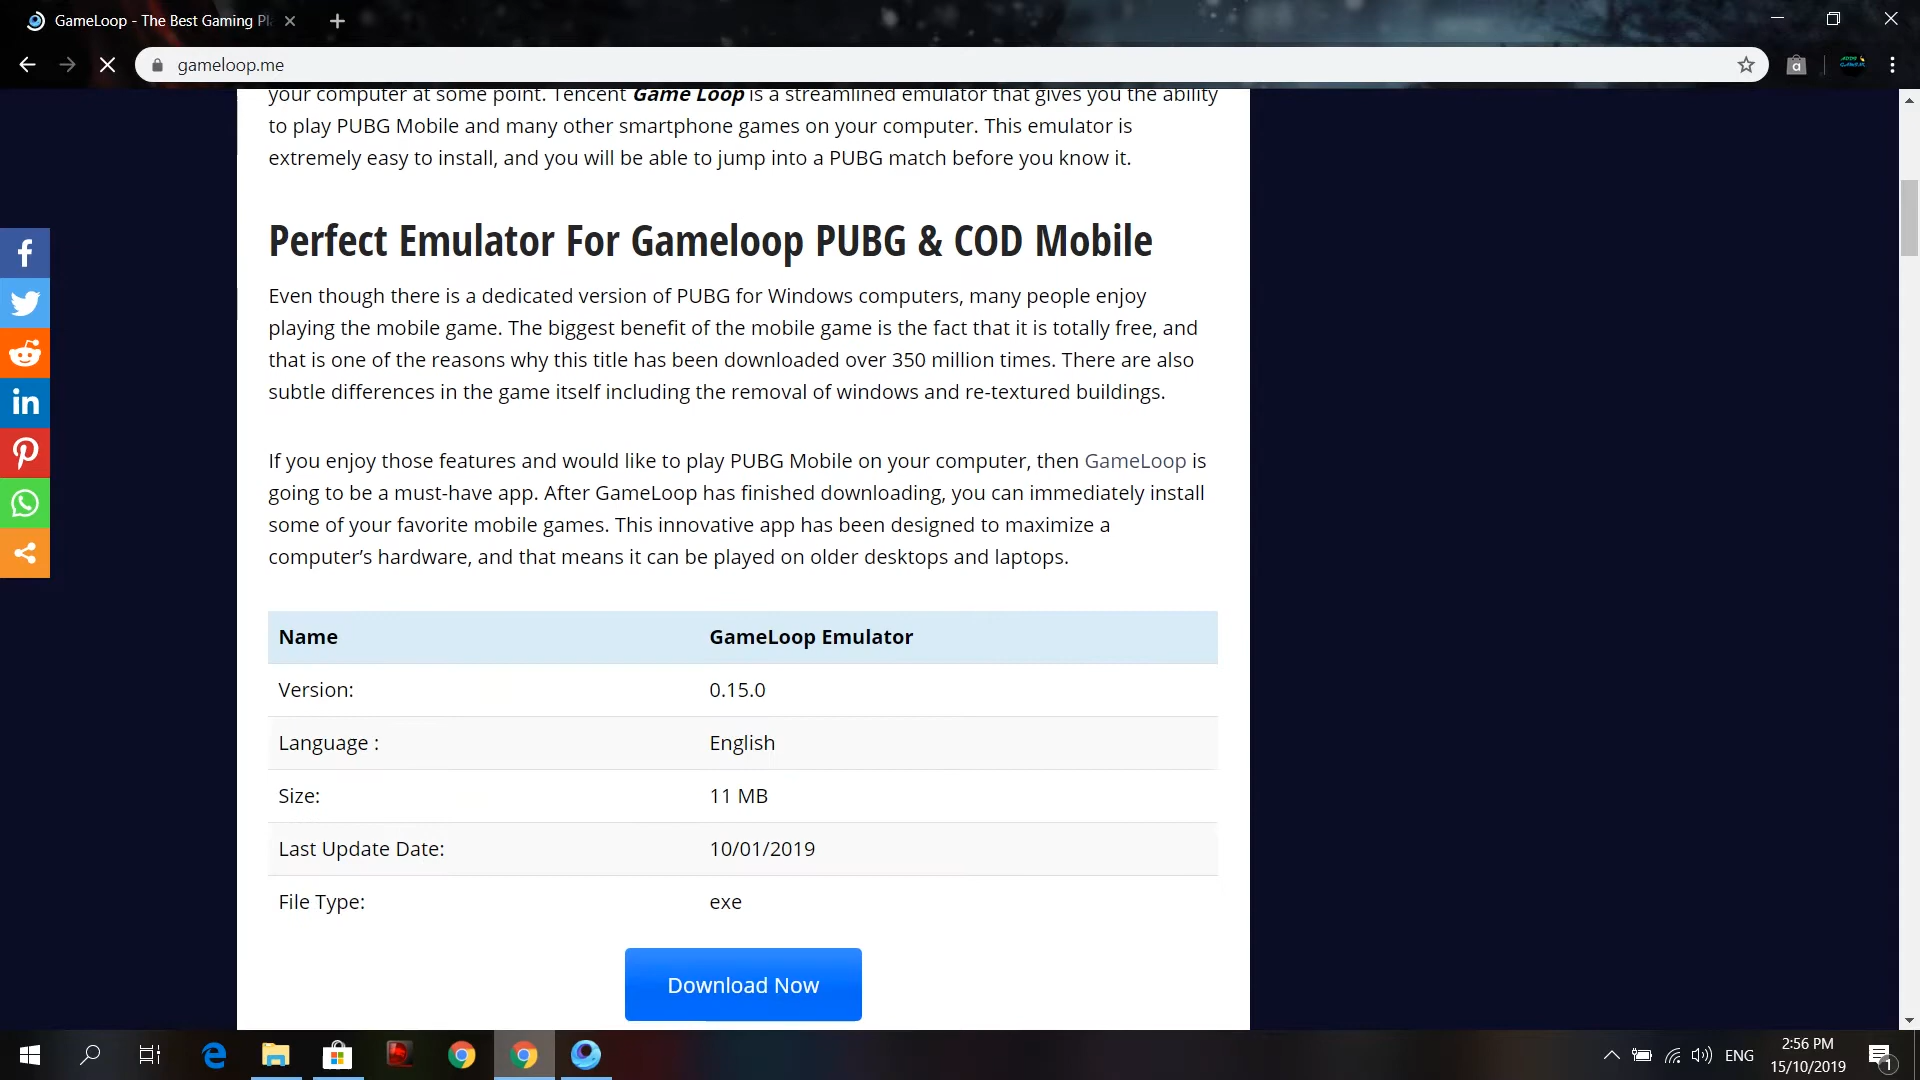 GameLoop - The Best Gaming Pl
gameloop.me
your computer at some point. Tencent Game Loop is a streamlined emulator that gives you the ability
to play PUBG Mobile and many other smartphone games on your computer. This emulator is
extremely easy to install, and you will be able to jump into a PUBG match before you know it.
Perfect Emulator For Gameloop PUBG & COD Mobile
Even though there is a dedicated version of PUBG for Windows computers, many people enjoy
playing the mobile game. The biggest benefit of the mobile game is the fact that it is totally free, and
that is one of the reasons why this title has been downloaded over 350 million times. There are also
subtle differences in the game itself including the removal of windows and re-textured buildings.
If you enjoy those features and would like to play PUBG Mobile on your computer, then GameLoop is
going to be a must-have app. After GameLoop has finished downloading, you can immediately install
some of your favorite mobile games. This innovative app has been designed to maximize a
computer’s hardware, and that means it can be played on older desktops and laptops.
Name GameLoop Emulator
Version: 0.15.0
Language : English
Size: 11 MB
Last Update Date: 10/01/2019
File Type: exe
Download Now
ENG
2:56 PM
15/10/2019
1